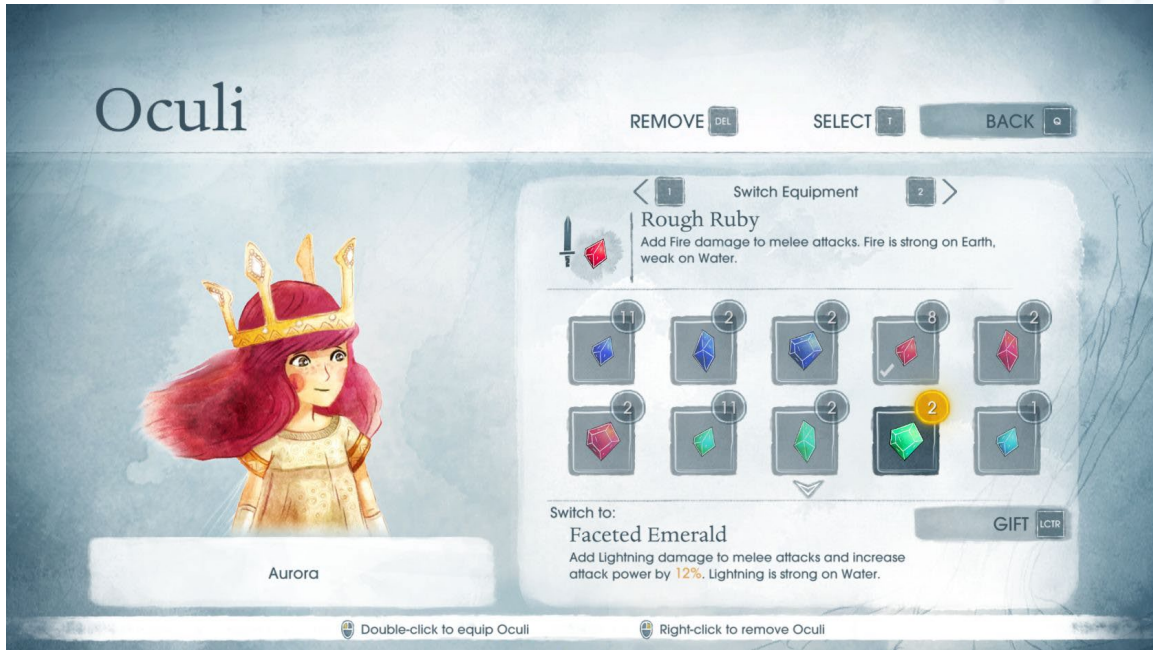 Oculi
REMOVE DEL
SELECT T
BACK Q
1 Switch Equipment 2
Rough Ruby
Add Fire damage to melee attacks. Fire is strong on Earth,
weak on Water.
11 2 2 8 2
2 11 2 2 1
Switch to:
GIFT LCTR
Faceted Emerald
Add Lightning damage to melee attacks and increase
attack power by 12%. Lightning is strong on Water.
Aurora
Double-click to equip Oculi
Right-click to remove Oculi